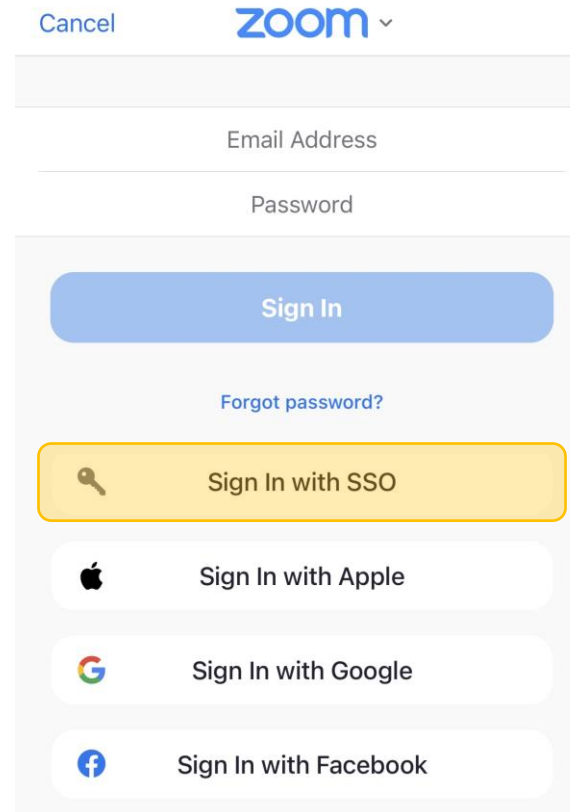 Cancel zoom
Email Address
Password
Sign In
Forgot password?
Sign In with SSO
Sign In with Apple
Sign In with Google
Sign In with Facebook